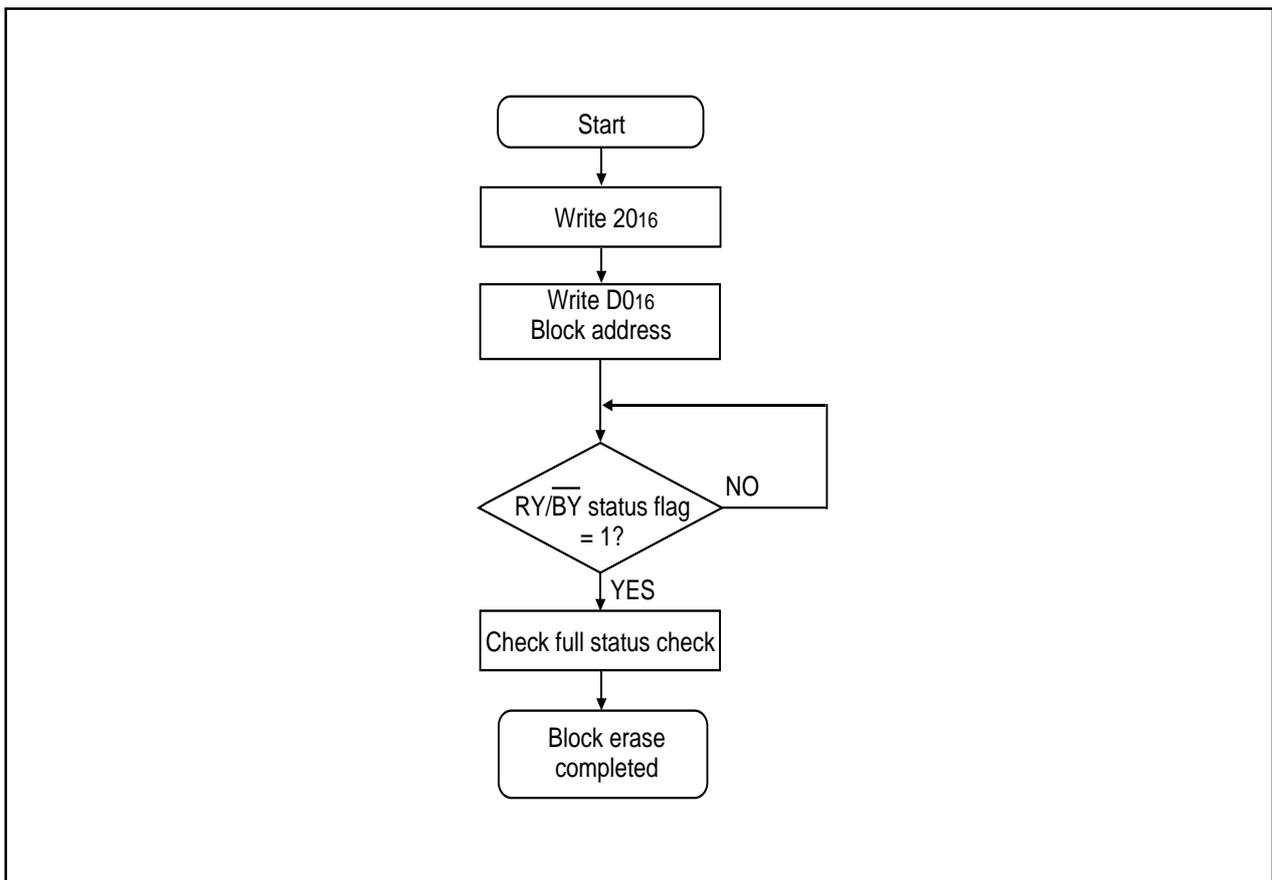 Start
Write 2016
Write D016
Block address
NO
RY/B̅Y̅ status flag
= 1?
YES
Check full status check
Block erase
completed